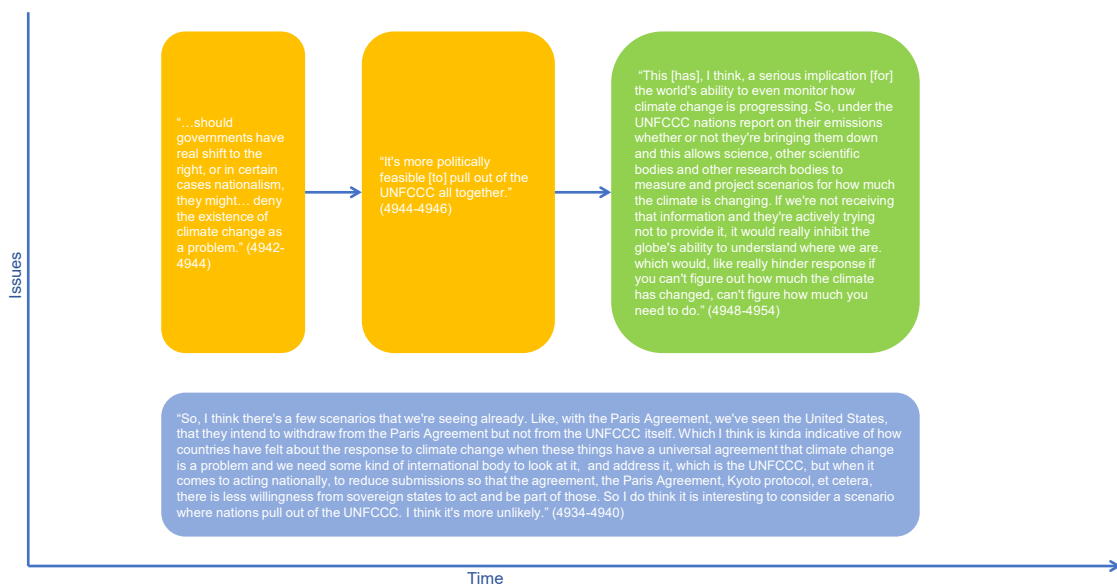 “…should
governments have
real shift to the
right, or in certain
cases nationalism,
they might… deny
the existence of
climate change as
a problem.” (4942-
4944)
“It's more politically
feasible [to] pull out of the
UNFCCC all together.”
(4944-4946)
“This [has], I think, a serious implication [for]
the world's ability to even monitor how
climate change is progressing. So, under the
UNFCCC nations report on their emissions
whether or not they're bringing them down
and this allows science, other scientific
bodies and other research bodies to
measure and project scenarios for how much
the climate is changing. If we're not receiving
that information and they're actively trying
not to provide it, it would really inhibit the
globe's ability to understand where we are.
which would, like really hinder response if
you can't figure out how much the climate
has changed, can't figure how much you
need to do.” (4948-4954)
Issues
“So, I think there's a few scenarios that we're seeing already. Like, with the Paris Agreement, we've seen the United States,
that they intend to withdraw from the Paris Agreement but not from the UNFCCC itself. Which I think is kinda indicative of how
countries have felt about the response to climate change when these things have a universal agreement that climate change
is a problem and we need some kind of international body to look at it, and address it, which is the UNFCCC, but when it
comes to acting nationally, to reduce submissions so that the agreement, the Paris Agreement, Kyoto protocol, et cetera,
there is less willingness from sovereign states to act and be part of those. So I do think it is interesting to consider a scenario
where nations pull out of the UNFCCC. I think it's more unlikely.” (4934-4940)
Time